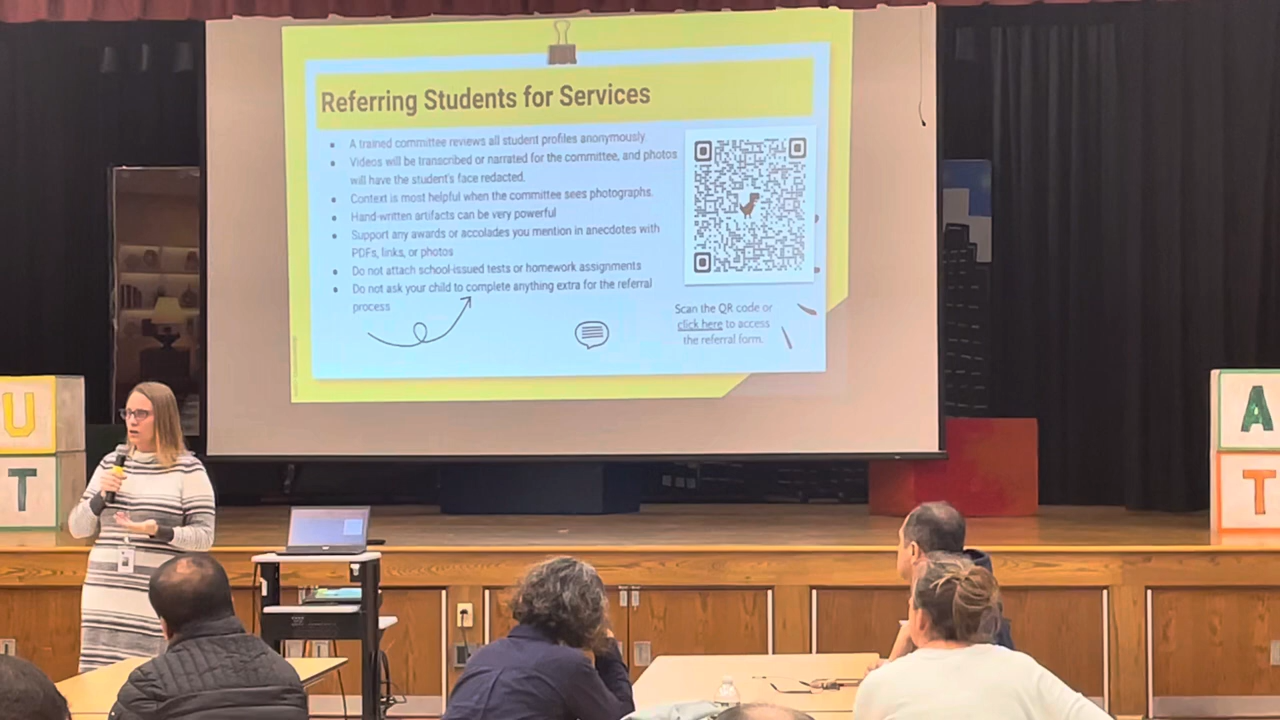 Referring Students for Services
A trained committee reviews all student profiles anonymously.
Videos will be transcribed or narrated for the committee, and photos
will have the student's face redacted.
Context is most helpful when the committee sees photographs.
Hand-written artifacts can be very powerful
Support any awards or accolades you mention in anecdotes with
PDFs, links, or photos
Do not attach school-issued tests or homework assignments
Do not ask your child to complete anything extra for the referral
process
Scan the QR code or
click here to access
the referral form.
U
T
A
T